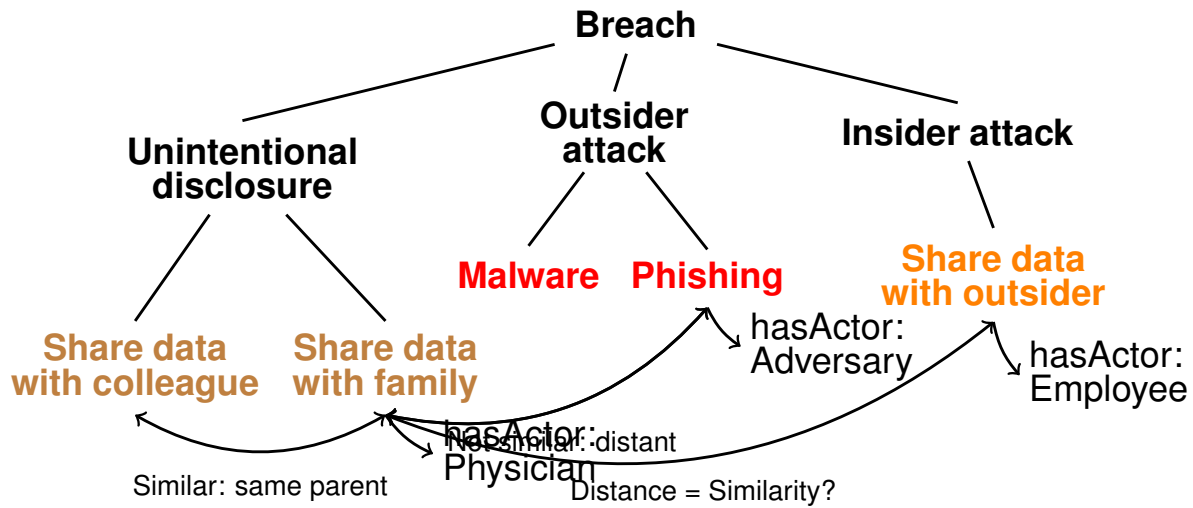 Breach
Unintentional
disclosure
Outsider
attack
Insider attack
Malware
Phishing
Share data
with outsider
Share data
with colleague
Share data
with family
hasActor:
Adversary
hasActor:
Employee
hasActor:
Physician
Not similar: distant
Similar: same parent
Distance = Similarity?